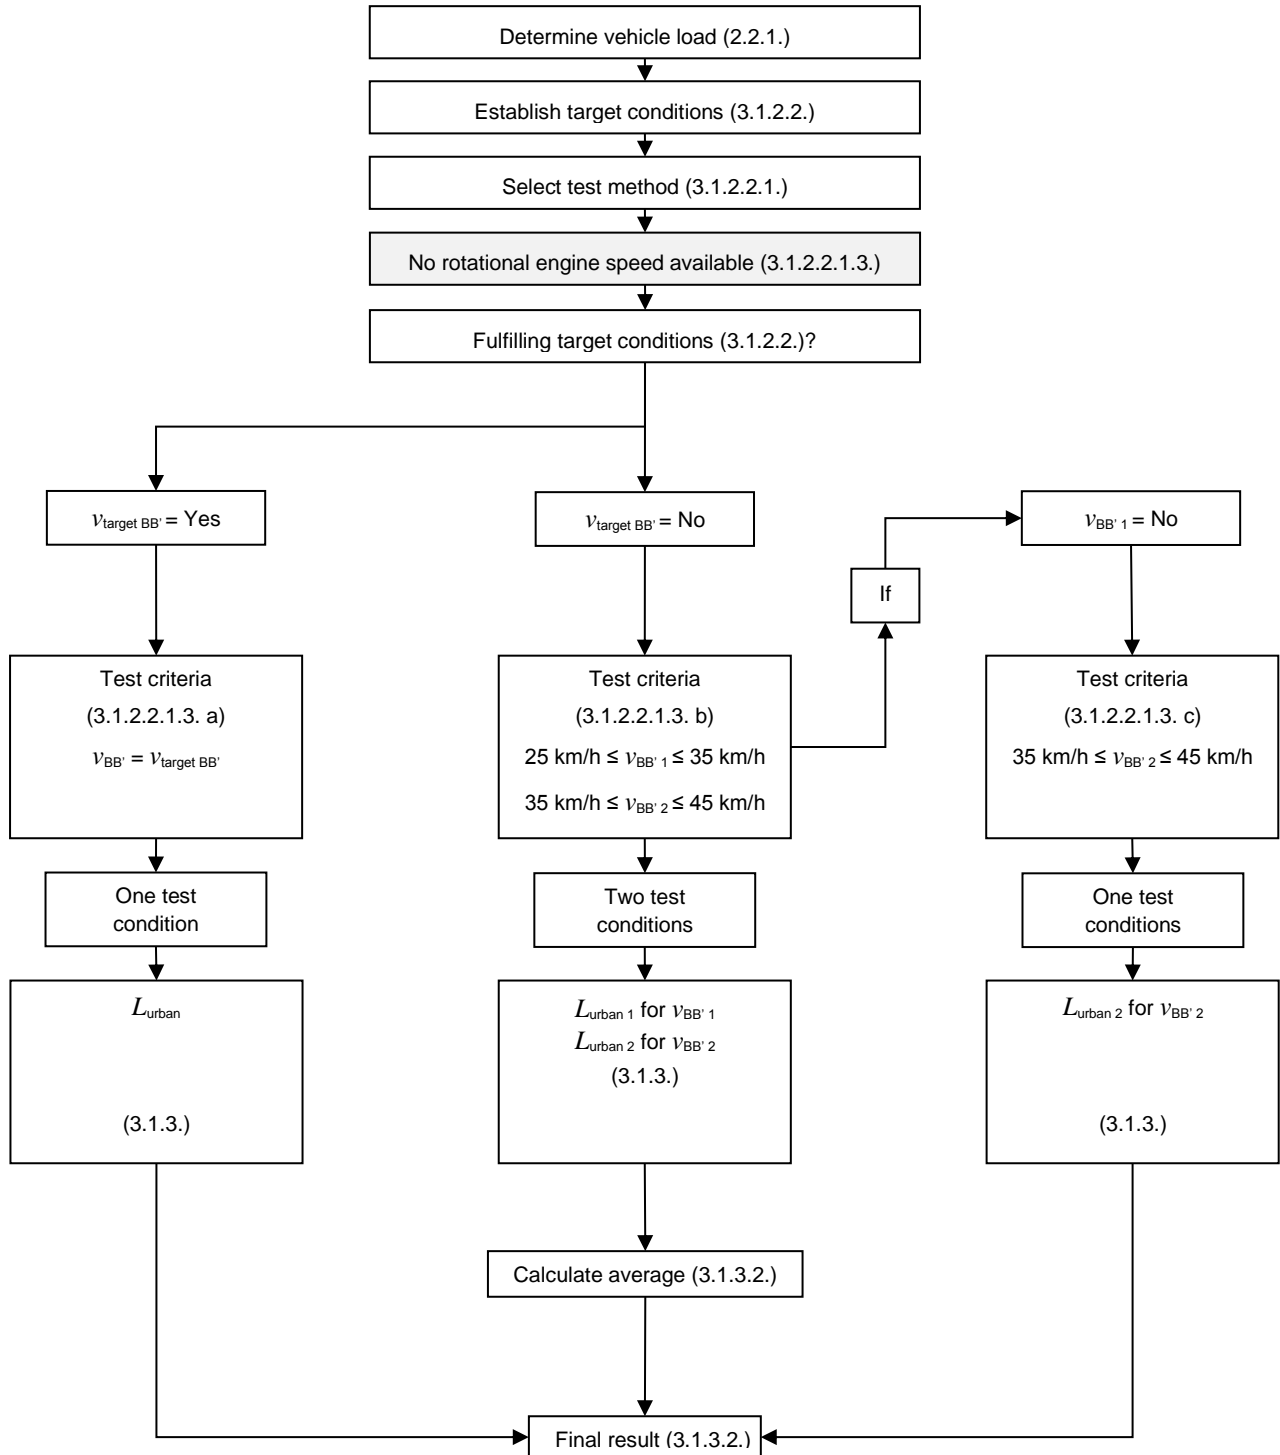 Determine vehicle load (2.2.1.)
Establish target conditions (3.1.2.2.)
Select test method (3.1.2.2.1.)
No rotational engine speed available (3.1.2.2.1.3.)
Fulfilling target conditions (3.1.2.2.)?
vtarget BB' = Yes
vtarget BB' = No
vBB' 1 = No
If
Test criteria
(3.1.2.2.1.3. a)
vBB' = vtarget BB'
Test criteria
(3.1.2.2.1.3. b)
25 km/h ≤ vBB' 1 ≤ 35 km/h
35 km/h ≤ vBB' 2 ≤ 45 km/h
Test criteria
(3.1.2.2.1.3. c)
35 km/h ≤ vBB' 2 ≤ 45 km/h
One test
condition
Two test
conditions
One test
conditions
Lurban
(3.1.3.)
Lurban 1 for vBB' 1
Lurban 2 for vBB' 2
(3.1.3.)
Lurban 2 for vBB' 2
(3.1.3.)
Calculate average (3.1.3.2.)
Final result (3.1.3.2.)